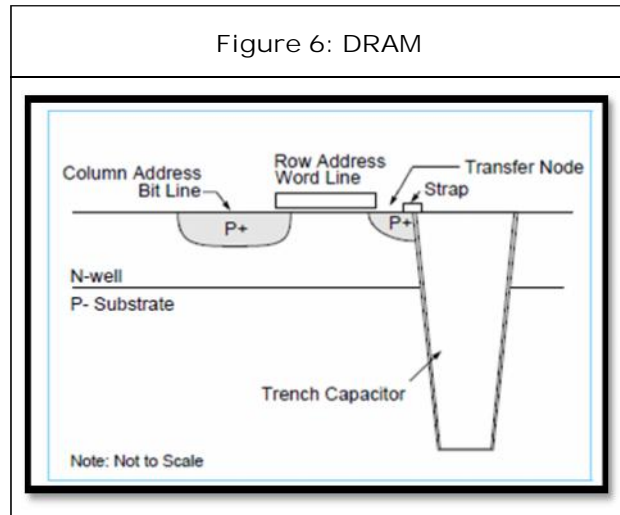 Figure 6: DRAM
Column Address
Bit Line
Row Address
Word Line
Transfer Node
Strap
P+
P+
N-well
P- Substrate
Trench Capacitor
Note: Not to Scale